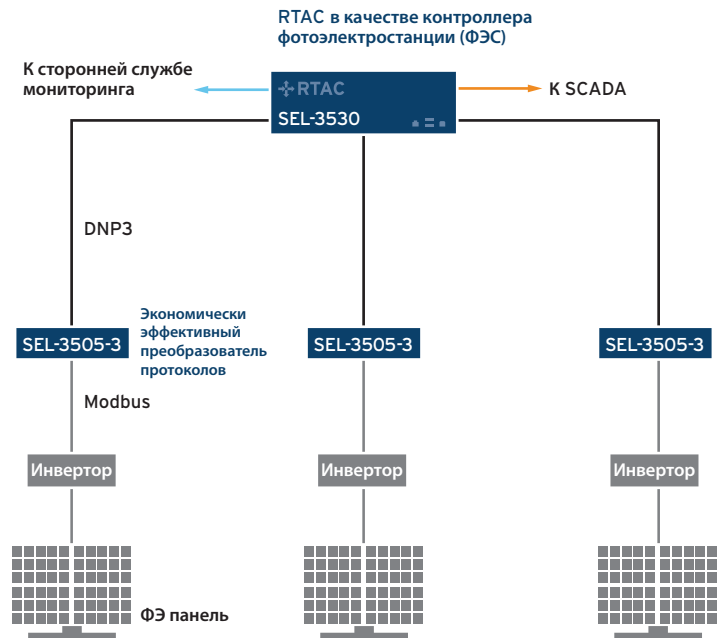 RTAC в качестве контроллера
фотоэлектростанции (ФЭС)
К сторонней службе
мониторинга
RTAC
SEL-3530
К SCADA
DNP3
Экономически
эффективный
преобразователь
протоколов
SEL-3505-3
SEL-3505-3
SEL-3505-3
Modbus
Инвертор
Инвертор
Инвертор
ФЭ панель